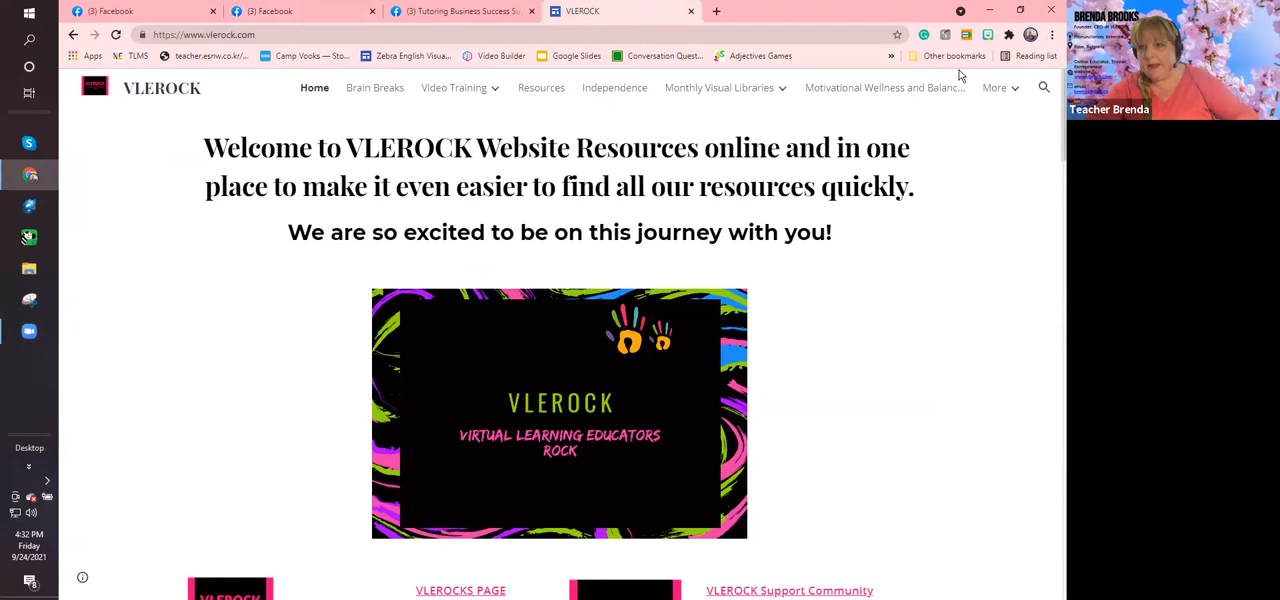 (3) Facebook
(3) Facebook
(3) Tutoring Business Success Su
VLEROCK
https://www.vlerock.com
Apps
TLMS
teacher.esnw.co.kr/...
Camp Vooks — Sto...
Zebra English Visua...
Video Builder
Google Slides
Conversation Quest...
Adjectives Games
Other bookmarks
Reading list
VLEROCK
Home
Brain Breaks
Video Training
Resources
Independence
Monthly Visual Libraries
Motivational Wellness and Balanc...
More
Welcome to VLEROCK Website Resources online and in one
place to make it even easier to find all our resources quickly.
We are so excited to be on this journey with you!
VLEROCK
VIRTUAL LEARNING EDUCATORS
ROCK
VLEROCKS PAGE
VLEROCK Support Community
VLEROCK
BRENDA BROOKS
Teacher Brenda
Desktop
4:32 PM
Friday
9/24/2021